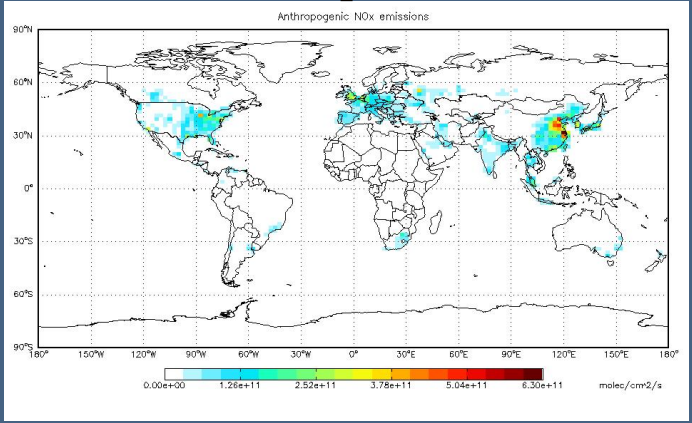 Anthropogenic NOx emissions
90°N
60°N
30°N
0°
30°S
60°S
90°S
180° 150°W 120°W 90°W 60°W 30°W 0° 30°E 60°E 90°E 120°E 150°E 180°
0.00e+00 1.26e+11 2.52e+11 3.78e+11 5.04e+11 6.30e+11 molec/cm^2/s